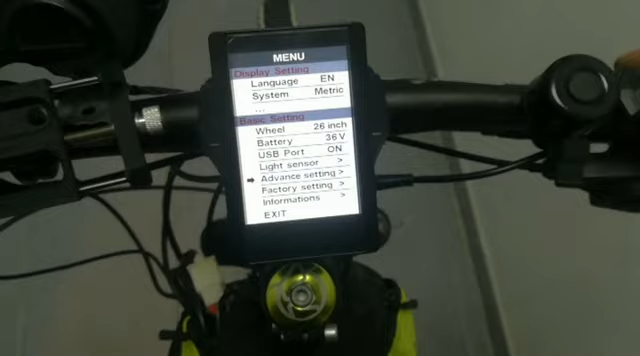 MENU
Display Setting
Language EN
System Metric
...
Basic Setting
Wheel 26 inch
Battery 36V
USB Port ON
Light sensor >
Advance setting >
Factory setting >
Informations >
EXIT